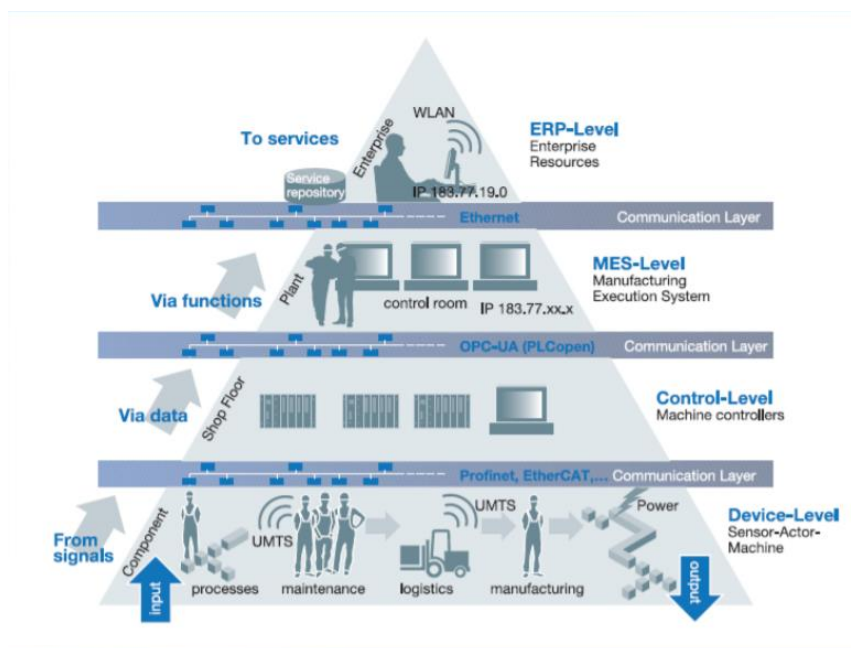 WLAN
To services
Enterprise
ERP-Level
Enterprise
Resources
Service
repository
IP 183.77.19.0
Ethernet
Communication Layer
Via functions
Plant
control room
IP 183.77.xx.x
MES-Level
Manufacturing
Execution System
OPC-UA (PLCopen)
Communication Layer
Via data
Shop Floor
Control-Level
Machine controllers
Profinet, EtherCAT,...
Communication Layer
From
signals
Component
UMTS
UMTS
Power
Device-Level
Sensor-Actor-
Machine
input
processes
maintenance
logistics
manufacturing
output